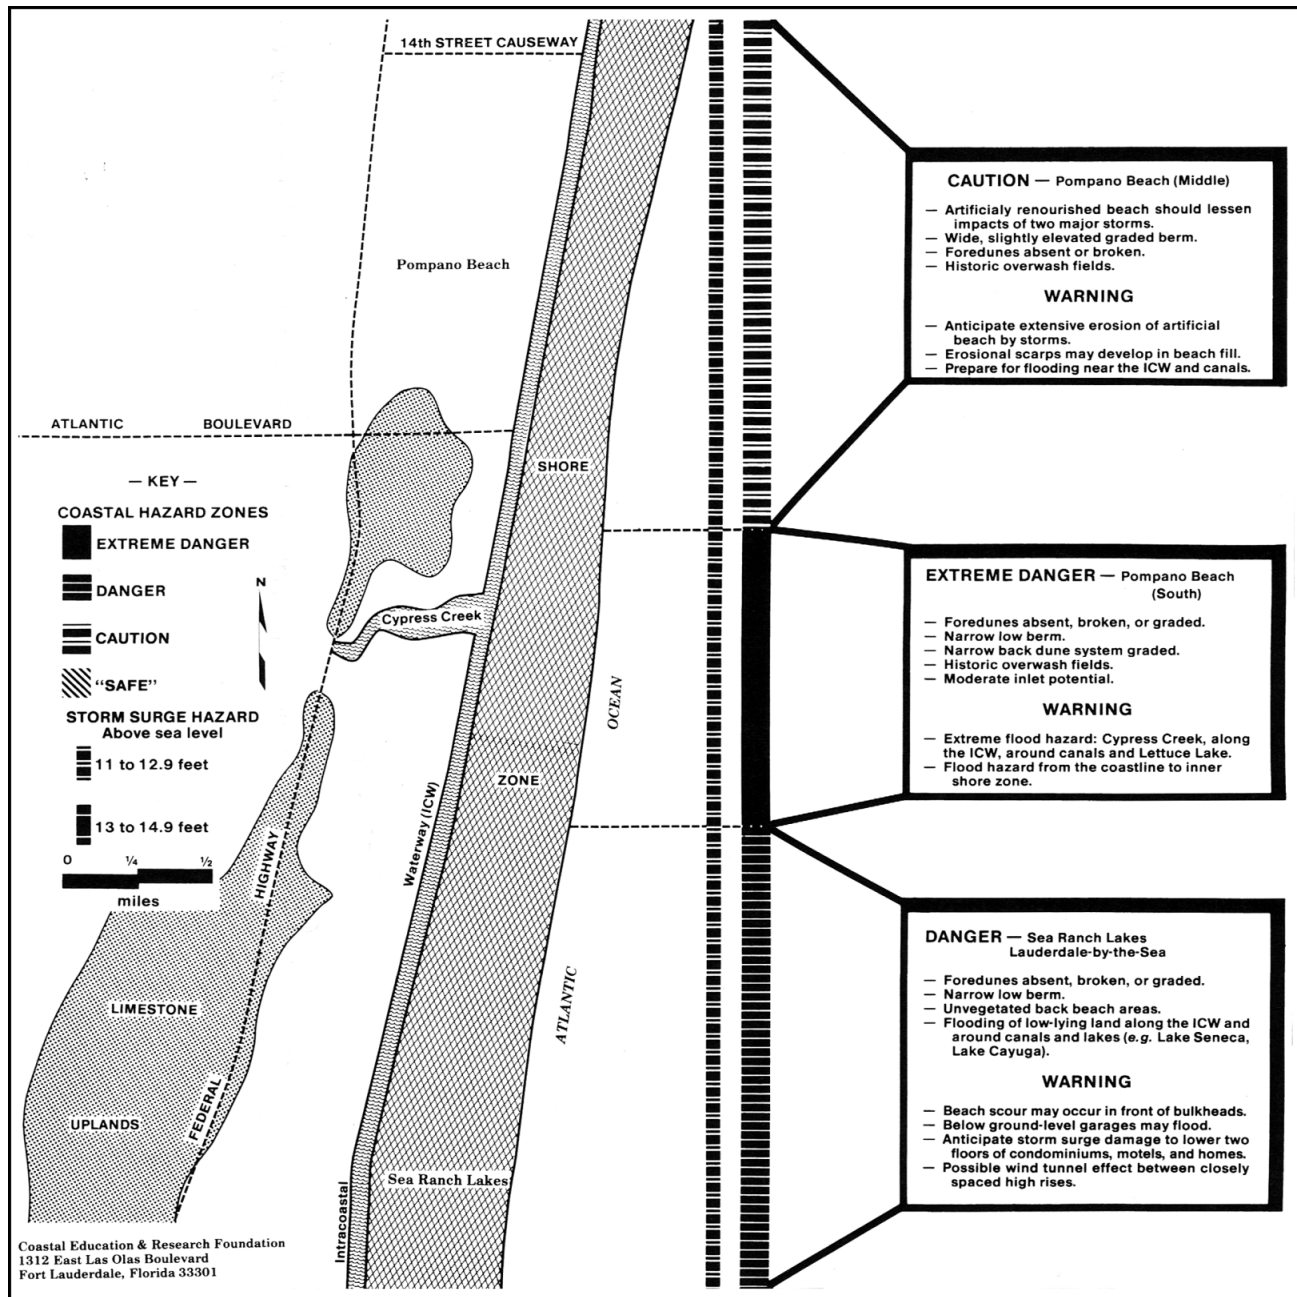 14th STREET CAUSEWAY
Pompano Beach
ATLANTIC BOULEVARD
— KEY —
COASTAL HAZARD ZONES
EXTREME DANGER
DANGER
CAUTION
“SAFE”
N
STORM SURGE HAZARD
Above sea level
11 to 12.9 feet
13 to 14.9 feet
0 ¼ ½
miles
SHORE
ZONE
Cypress Creek
OCEAN
ATLANTIC
Waterway (ICW)
Intracoastal
HIGHWAY
FEDERAL
LIMESTONE
UPLANDS
Sea Ranch Lakes
Coastal Education & Research Foundation
1312 East Las Olas Boulevard
Fort Lauderdale, Florida 33301
CAUTION — Pompano Beach (Middle)
— Artificialy renourished beach should lessen
impacts of two major storms.
— Wide, slightly elevated graded berm.
— Foredunes absent or broken.
— Historic overwash fields.
WARNING
— Anticipate extensive erosion of artificial
beach by storms.
— Erosional scarps may develop in beach fill.
— Prepare for flooding near the ICW and canals.
EXTREME DANGER — Pompano Beach
(South)
— Foredunes absent, broken, or graded.
— Narrow low berm.
— Narrow back dune system graded.
— Historic overwash fields.
— Moderate inlet potential.
WARNING
— Extreme flood hazard: Cypress Creek, along
the ICW, around canals and Lettuce Lake.
— Flood hazard from the coastline to inner
shore zone.
DANGER — Sea Ranch Lakes
Lauderdale-by-the-Sea
— Foredunes absent, broken, or graded.
— Narrow low berm.
— Unvegetated back beach areas.
— Flooding of low-lying land along the ICW and
around canals and lakes (e.g. Lake Seneca,
Lake Cayuga).
WARNING
— Beach scour may occur in front of bulkheads.
— Below ground-level garages may flood.
— Anticipate storm surge damage to lower two
floors of condominiums, motels, and homes.
— Possible wind tunnel effect between closely
spaced high rises.